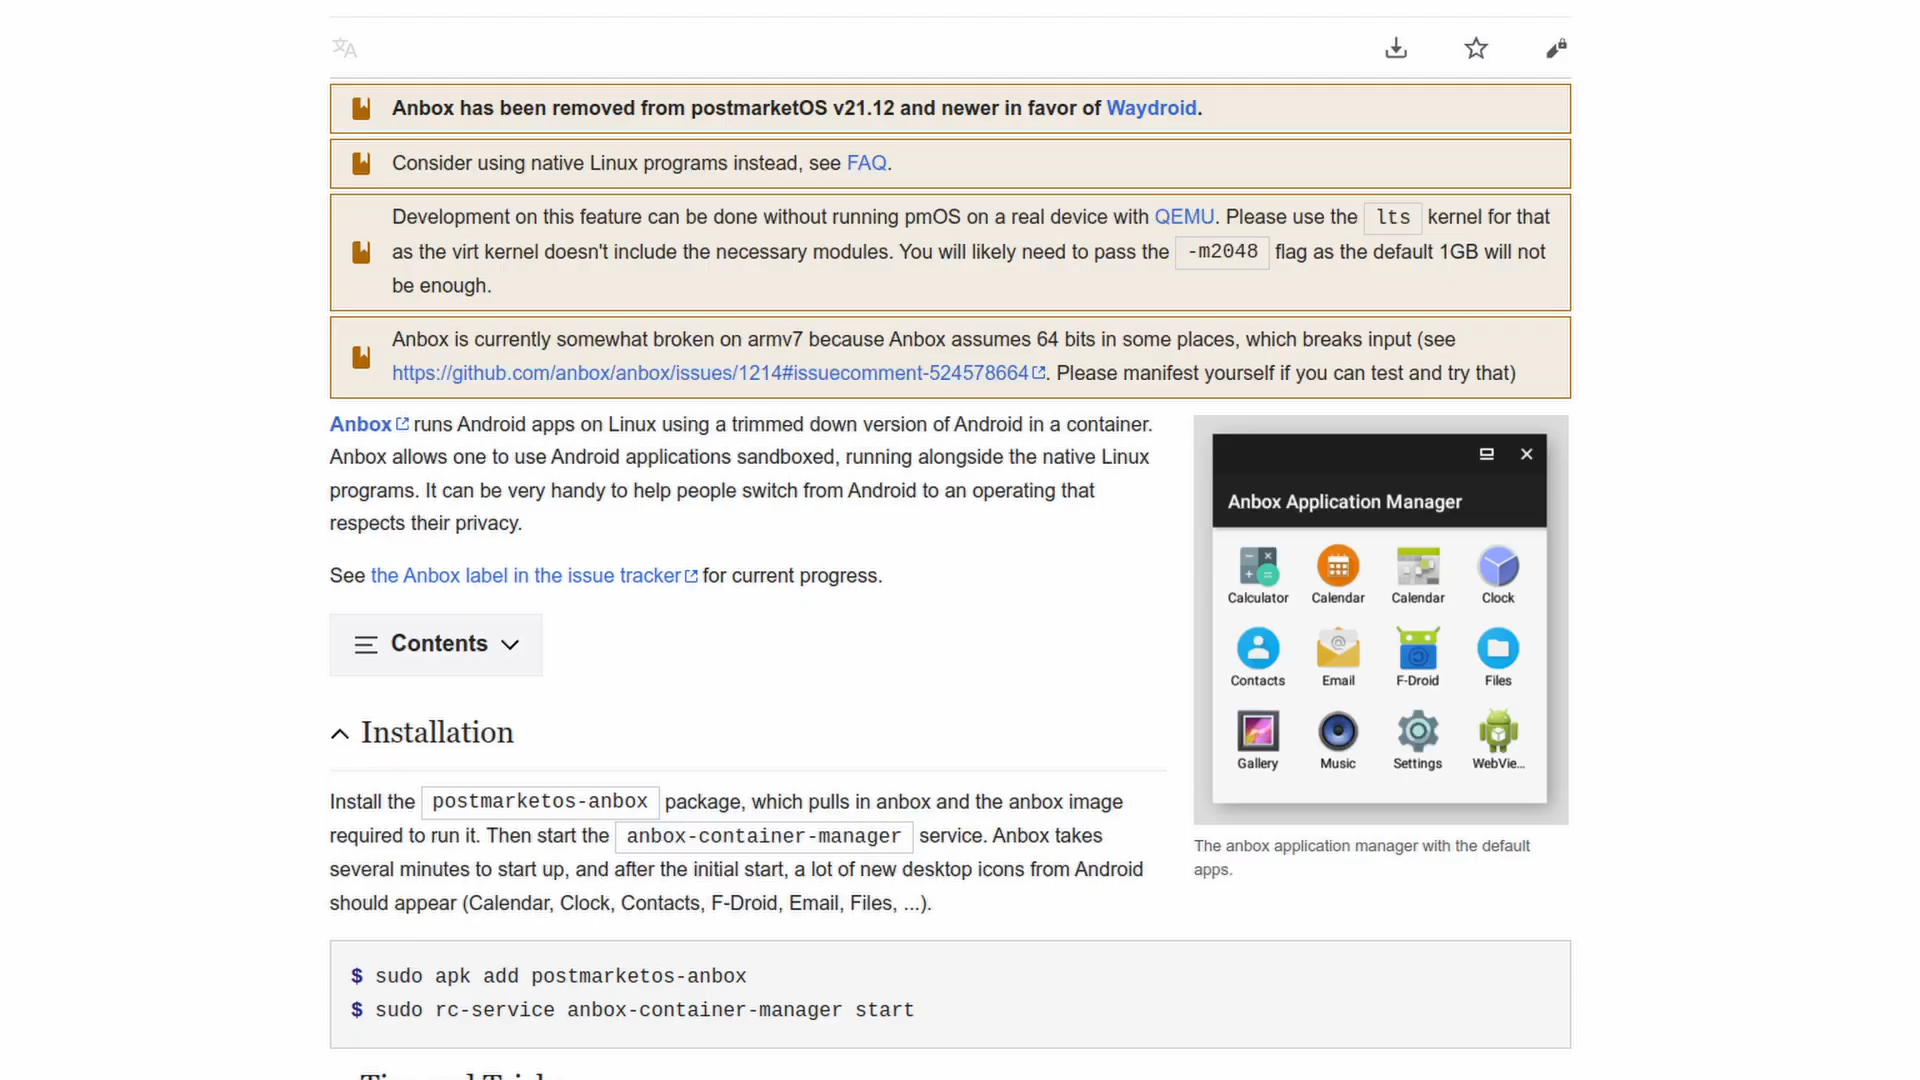 Anbox has been removed from postmarketOS v21.12 and newer in favor of Waydroid.
Consider using native Linux programs instead, see FAQ.
Development on this feature can be done without running pmOS on a real device with QEMU. Please use the lts kernel for that
as the virt kernel doesn't include the necessary modules. You will likely need to pass the -m2048 flag as the default 1GB will not
be enough.
Anbox is currently somewhat broken on armv7 because Anbox assumes 64 bits in some places, which breaks input (see
https://github.com/anbox/anbox/issues/1214#issuecomment-524578664. Please manifest yourself if you can test and try that)
Anbox runs Android apps on Linux using a trimmed down version of Android in a container.
Anbox allows one to use Android applications sandboxed, running alongside the native Linux
programs. It can be very handy to help people switch from Android to an operating that
respects their privacy.
See the Anbox label in the issue tracker for current progress.
Contents
Installation
Install the postmarketos-anbox package, which pulls in anbox and the anbox image
required to run it. Then start the anbox-container-manager service. Anbox takes
several minutes to start up, and after the initial start, a lot of new desktop icons from Android
should appear (Calendar, Clock, Contacts, F-Droid, Email, Files, ...).
Anbox Application Manager
Calculator Calendar Calendar Clock
Contacts Email F-Droid Files
Gallery Music Settings WebVie...
The anbox application manager with the default
apps.
$ sudo apk add postmarketos-anbox
$ sudo rc-service anbox-container-manager start
Tips and Tricks